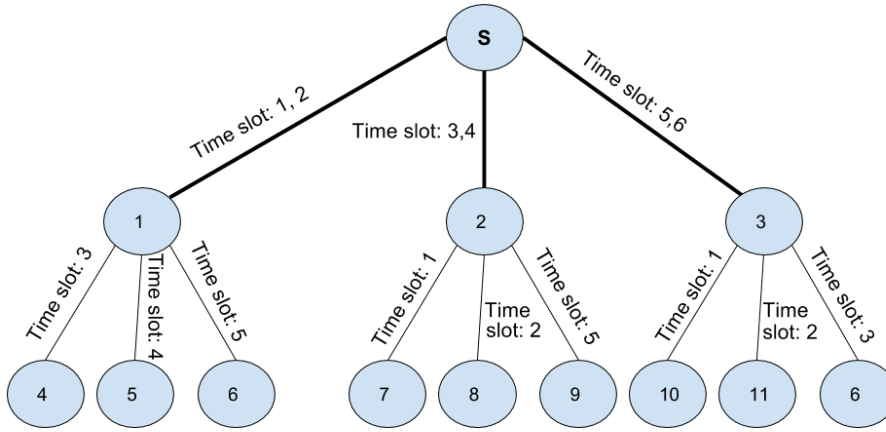 S
Time slot: 1, 2
Time slot: 3,4
Time slot: 5,6
1
2
3
Time slot: 3
Time slot: 4
Time slot: 5
Time slot: 1
Time
slot: 2
Time slot: 5
Time slot: 1
Time
slot: 2
Time slot: 3
4
5
6
7
8
9
10
11
6